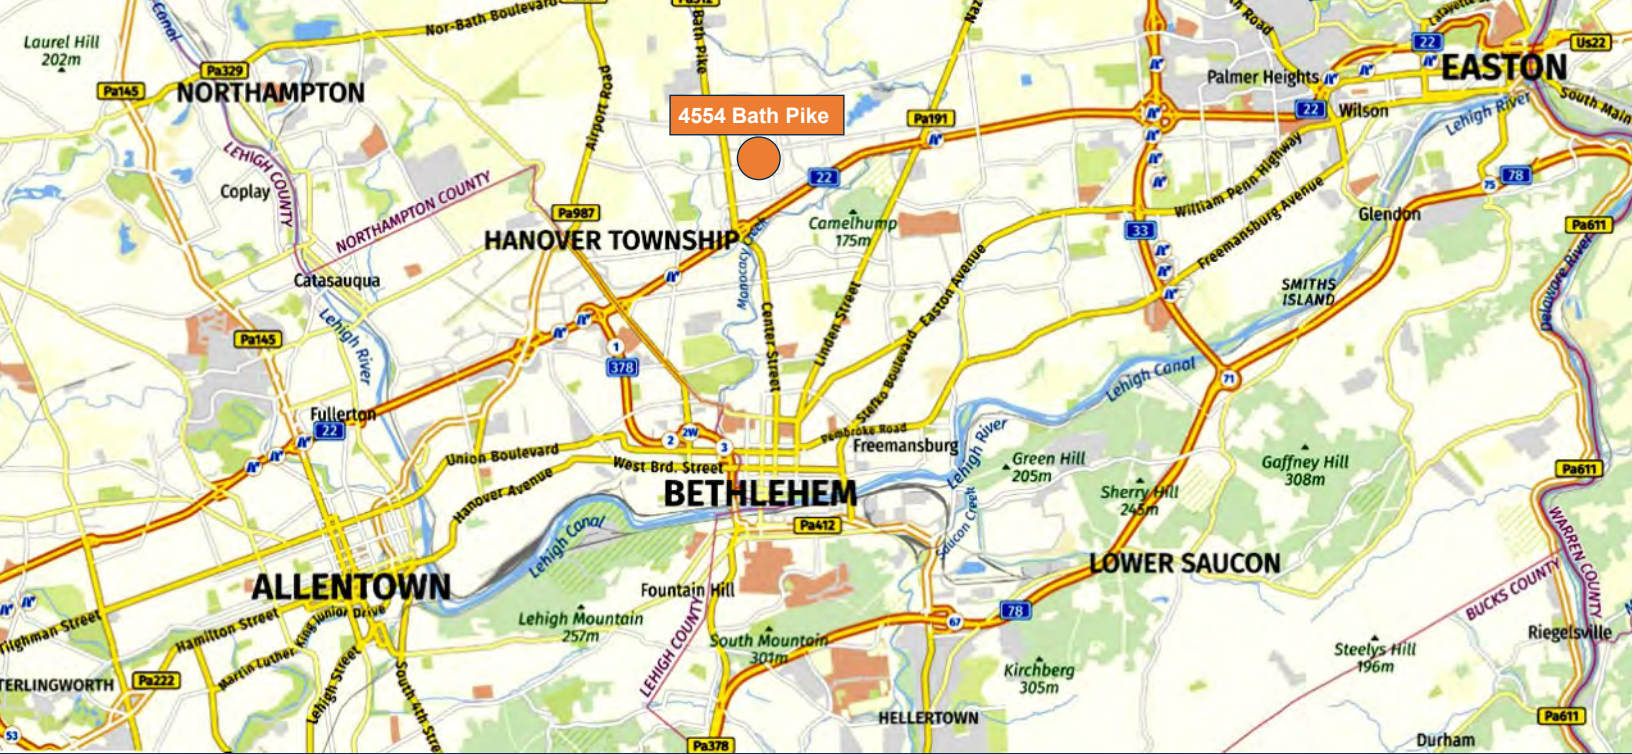 Canal
Nor-Bath Boulevard
Pa512
Bath Pike
Lafayette
22
Us22
Laurel Hill
202m
Pa329
NORTHAMPTON
Pa145
Airport Road
Palmer Heights
EASTON
4554 Bath Pike
Pa191
22
Wilson
Lehigh River
South Main
LEHIGH COUNTY
Coplay
NORTHAMPTON COUNTY
22
William Penn Highway
75
78
Pa987
HANOVER TOWNSHIP
Monocacy Creek
Camelhump
175m
33
Freemansburg Avenue
Glendon
Pa611
Catasauqua
Easton Avenue
SMITHS
ISLAND
Delaware River
Lehigh River
Pa145
1
378
Center Street
Linden Street
Stefko Boulevard
Lehigh Canal
71
Fullerton
22
2
2W
3
Pembroke Road
Freemansburg
Lehigh River
Union Boulevard
West Brd. Street
Hanover Avenue
BETHLEHEM
Green Hill
205m
Sherry Hill
245m
Gaffney Hill
308m
Pa611
Pa412
Lehigh Canal
Saucon Creek
WARREN COUNTY
ALLENTOWN
LOWER SAUCON
BUCKS COUNTY
Fountain Hill
Tilghman Street
Hamilton Street
Martin Luther King Junior Drive
Lehigh Mountain
257m
LEHIGH COUNTY
South Mountain
301m
67
78
Riegelsville
Steelys Hill
196m
Kirchberg
305m
TERLINGWORTH
Pa222
Lehigh Street
South 4th Stre
53
HELLERTOWN
Pa378
Pa611
Durham